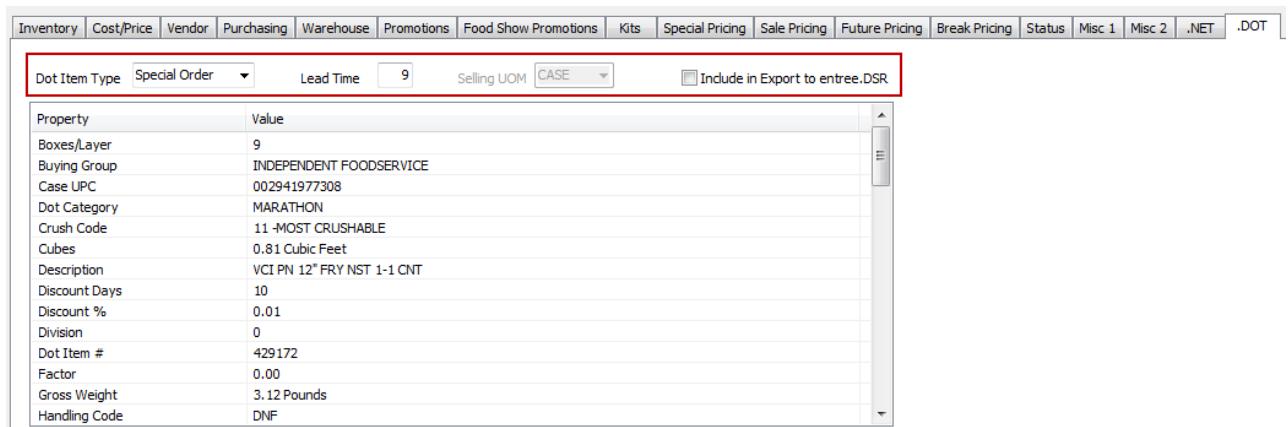 Inventory Cost/Price Vendor Purchasing Warehouse Promotions Food Show Promotions Kits Special Pricing Sale Pricing Future Pricing Break Pricing Status Misc 1 Misc 2 .NET .DOT
Dot Item Type Special Order Lead Time 9 Selling UOM CASE Include in Export to entree.DSR
Property Value
Boxes/Layer 9
Buying Group INDEPENDENT FOODSERVICE
Case UPC 002941977308
Dot Category MARATHON
Crush Code 11 -MOST CRUSHABLE
Cubes 0.81 Cubic Feet
Description VCI PN 12" FRY NST 1-1 CNT
Discount Days 10
Discount % 0.01
Division 0
Dot Item # 429172
Factor 0.00
Gross Weight 3.12 Pounds
Handling Code DNF